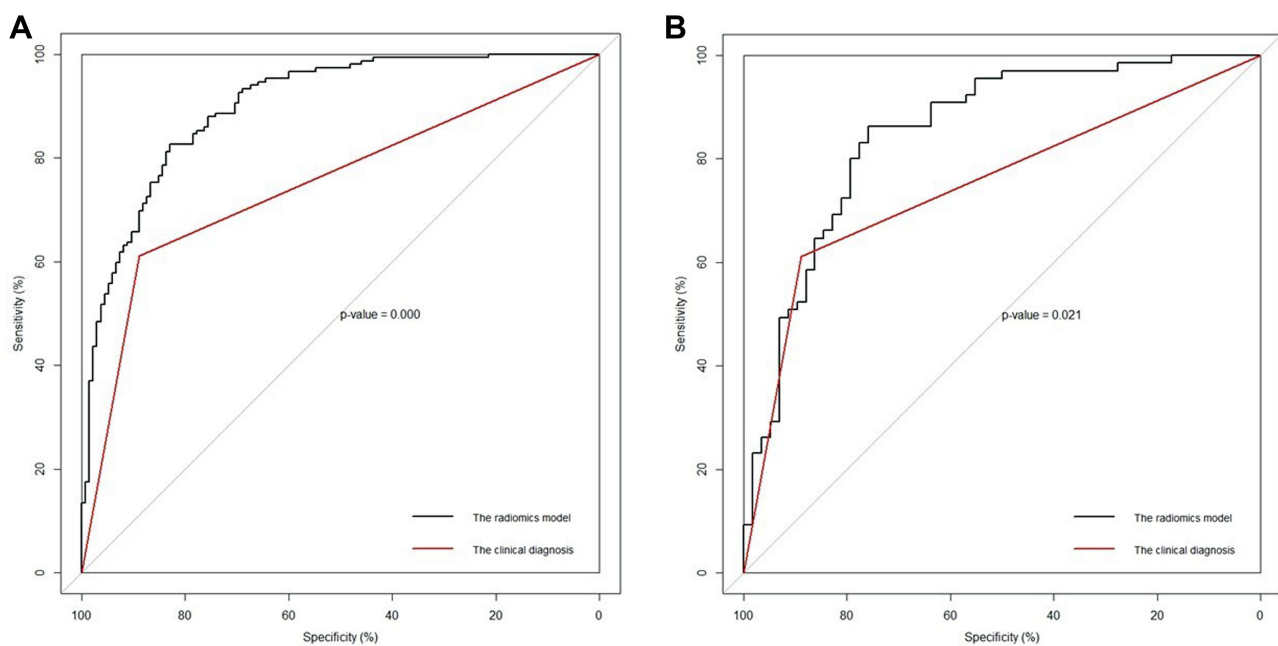 A
100
80
60
40
20
0
Sensitivity (%)
p-value = 0.000
The radiomics model
The clinical diagnosis
100 80 60 40 20 0
Specificity (%)
B
100
80
60
40
20
0
Sensitivity (%)
p-value = 0.021
The radiomics model
The clinical diagnosis
100 80 60 40 20 0
Specificity (%)